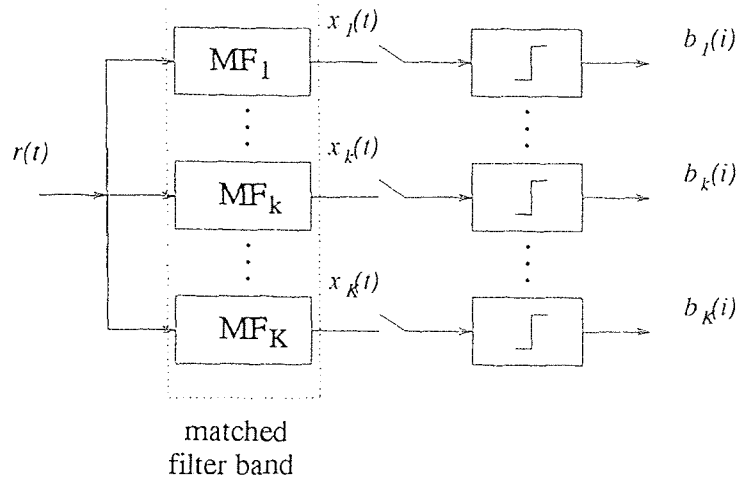 x_1(t)
b_1(i)
MF_1
r(t)
x_k(t)
b_k(i)
MF_k
x_K(t)
b_K(i)
MF_K
matched
filter band